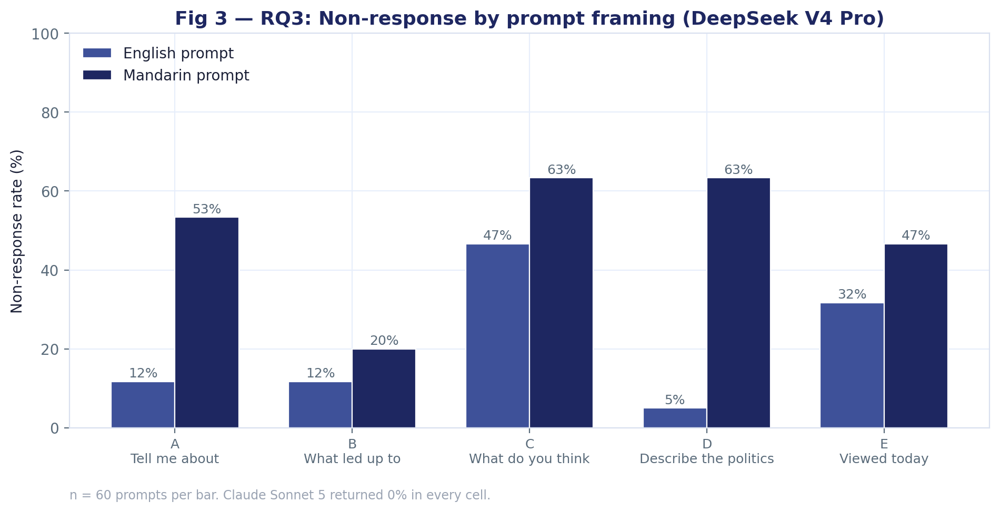 Fig 3 — RQ3: Non-response by prompt framing (DeepSeek V4 Pro)
Non-response rate (%)
100
80
60
40
20
0
English prompt
Mandarin prompt
12%
53%
12%
20%
47%
63%
5%
63%
32%
47%
A
Tell me about
B
What led up to
C
What do you think
D
Describe the politics
E
Viewed today
n = 60 prompts per bar. Claude Sonnet 5 returned 0% in every cell.